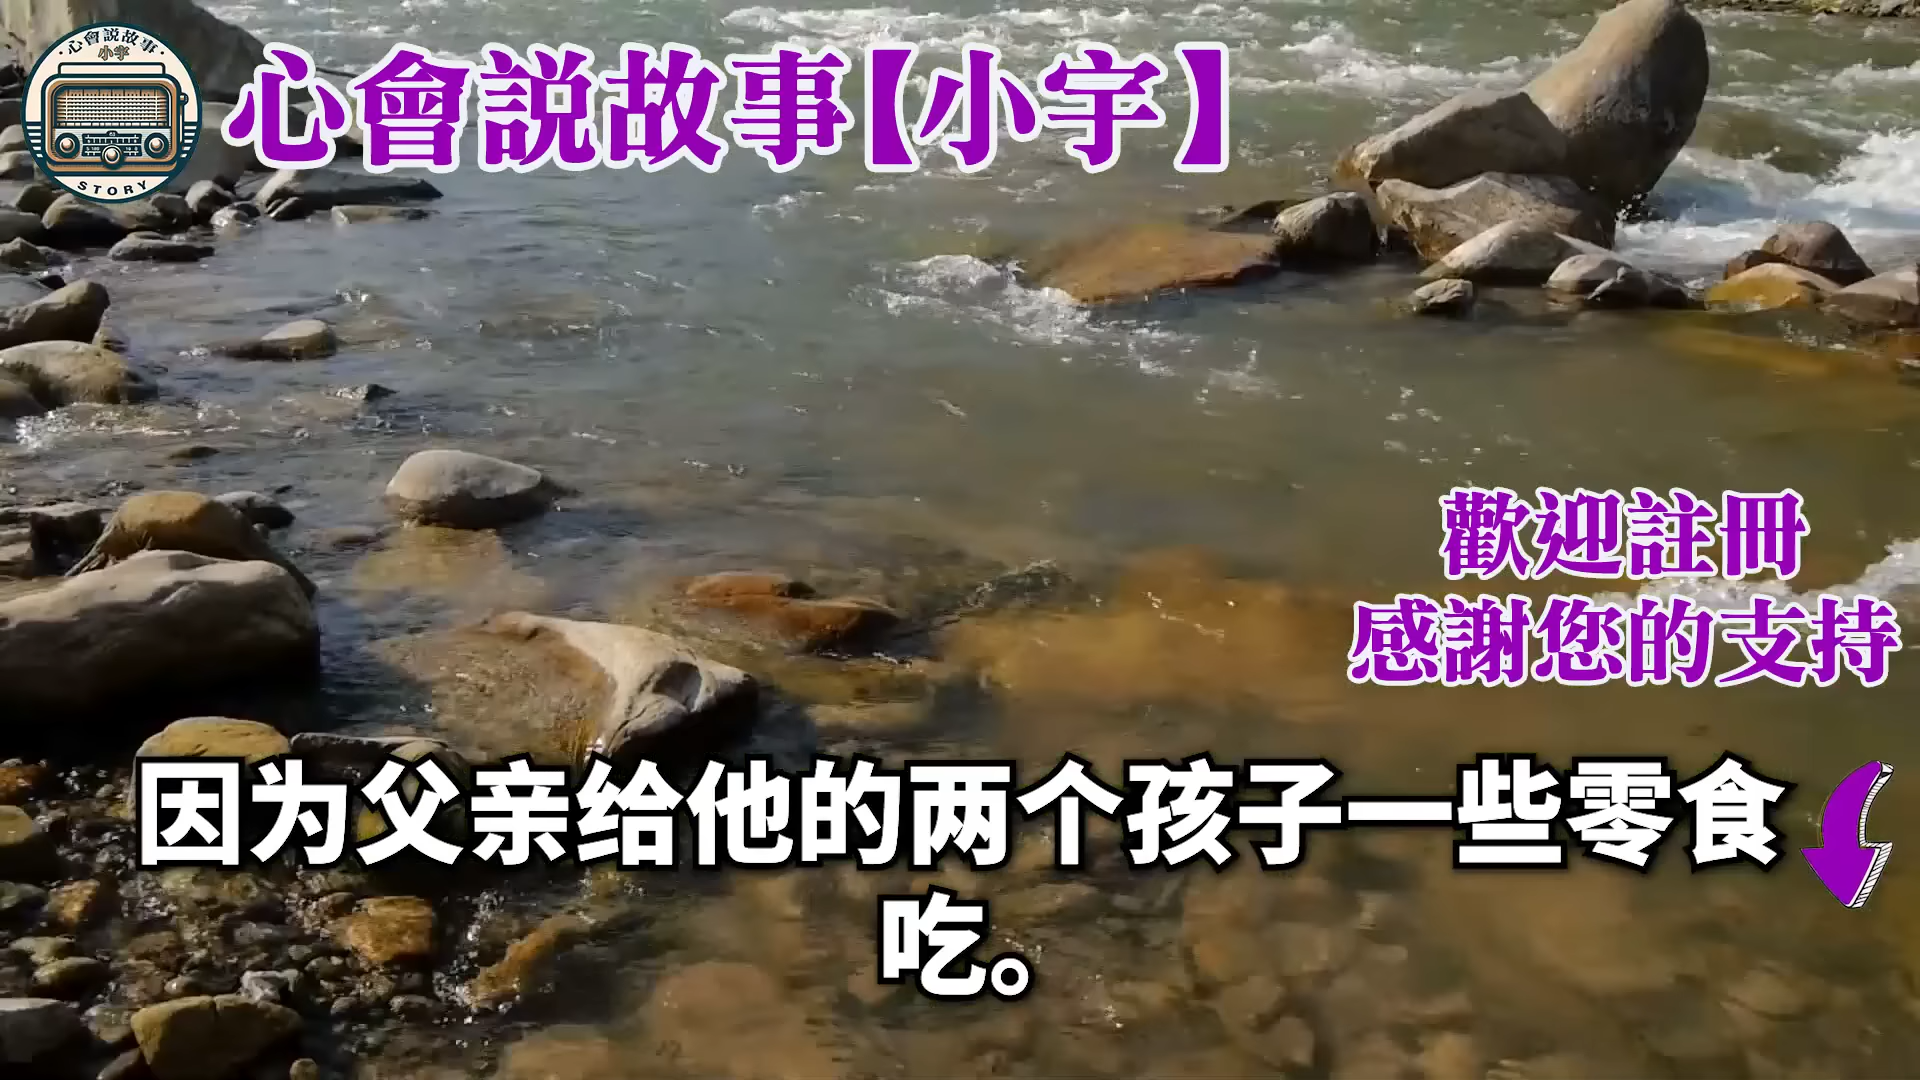 ·心會説故事·
小宇
STORY
心會説故事【小宇】
歡迎註冊
感謝您的支持
因为父亲给他的两个孩子一些零食
吃。